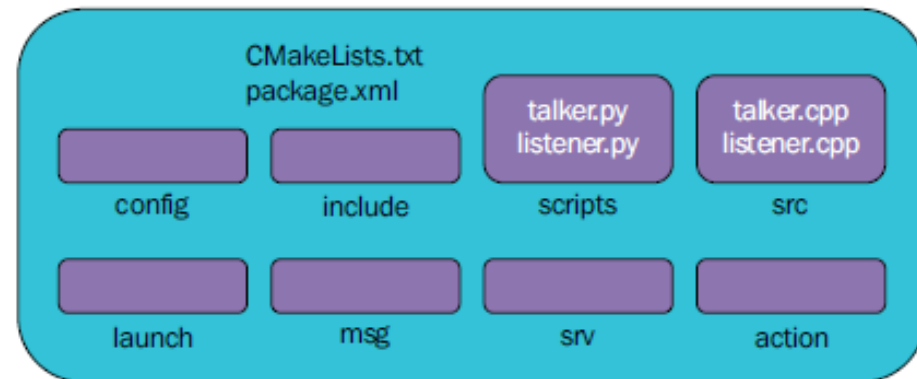 CMakeLists.txt
package.xml
talker.py
listener.py
talker.cpp
listener.cpp
config
include
scripts
src
launch
msg
srv
action